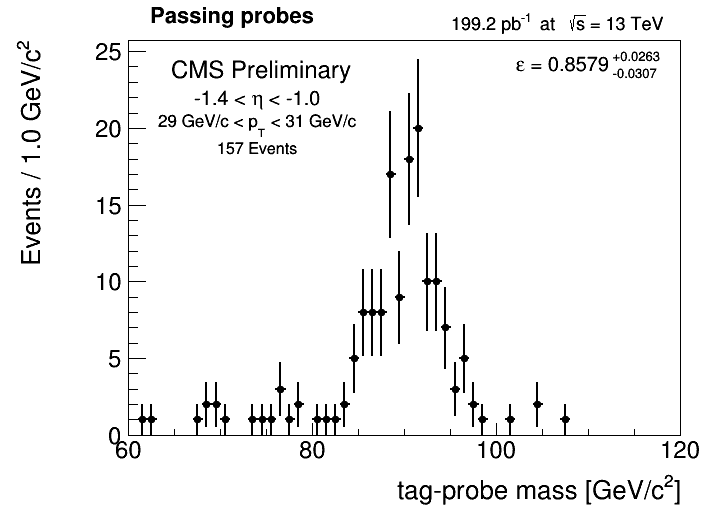 Passing probes
199.2 pb-1 at √s = 13 TeV
CMS Preliminary
-1.4 < η < -1.0
29 GeV/c < pT < 31 GeV/c
157 Events
ε = 0.8579 +0.0263 -0.0307
Events / 1.0 GeV/c2
25
20
15
10
5
0
60 80 100 120
tag-probe mass [GeV/c2]